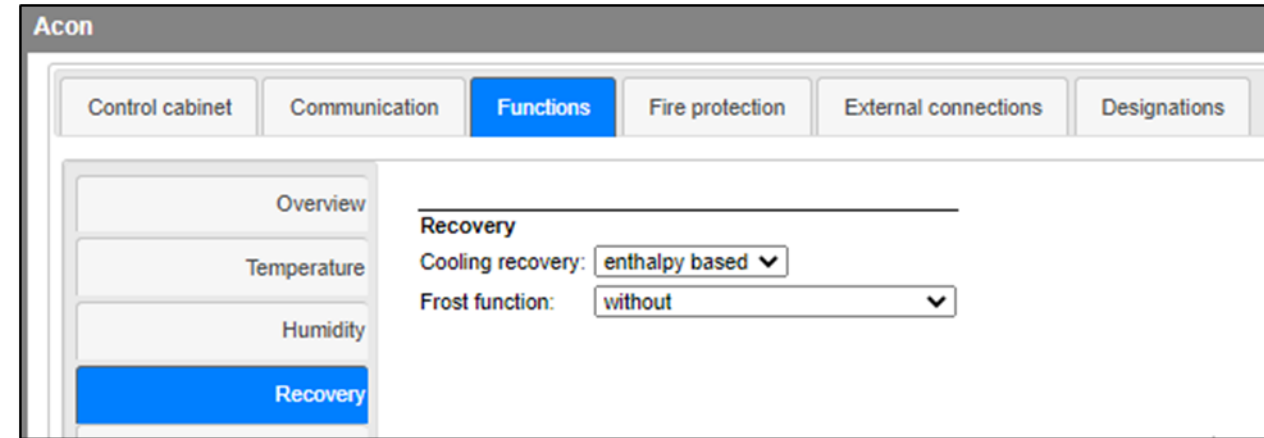 Acon
Control cabinet Communication Functions Fire protection External connections Designations
Overview
Temperature
Humidity
Recovery
Recovery
Cooling recovery: enthalpy based
Frost function: without